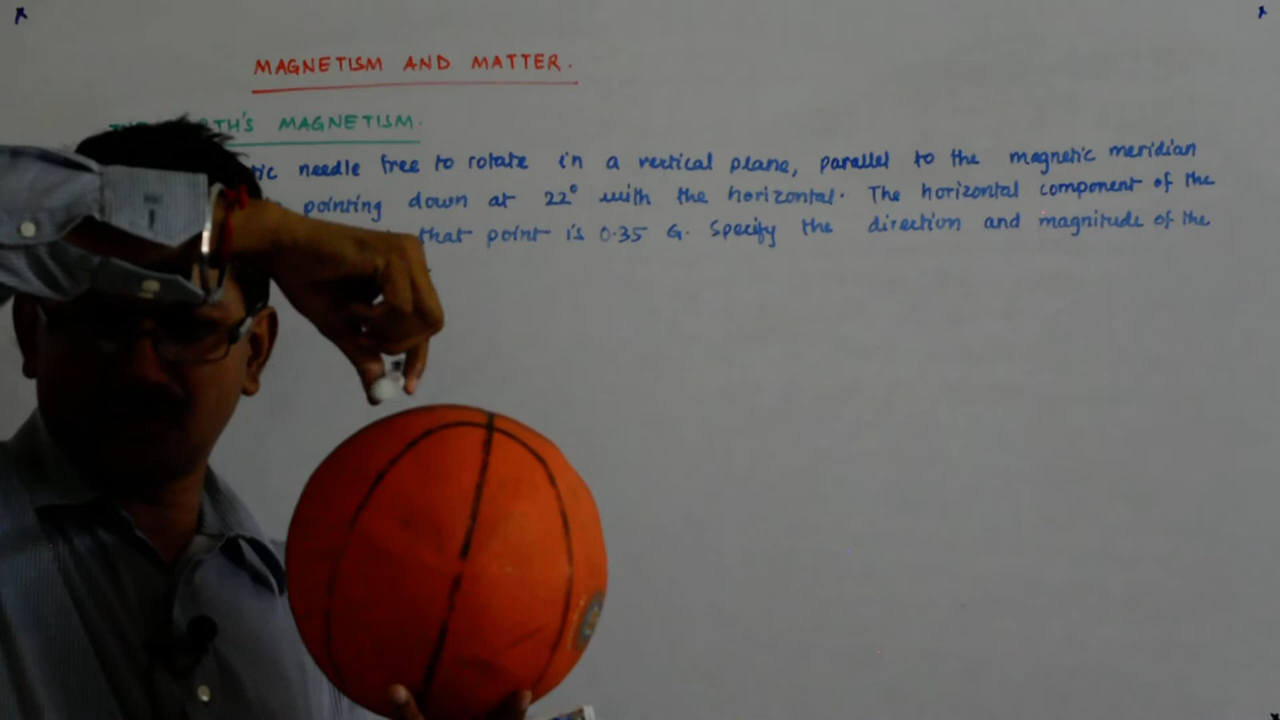 MAGNETISM AND MATTER.
MAGNETISM.
needle free to rotate in a vertical plane, parallel to the magnetic meridian
pointing down at 22° with the horizontal. The horizontal component of the
that point is 0.35 G. Specify the direction and magnitude of the